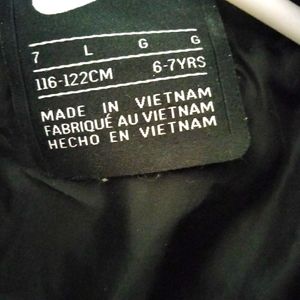 7 L G G
116-122CM 6-7YRS
MADE IN VIETNAM
FABRIQUÉ AU VIETNAM
HECHO EN VIETNAM